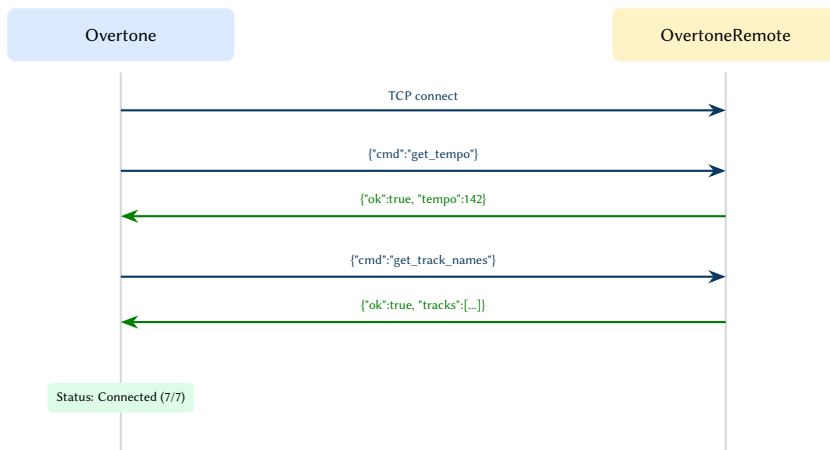 Overtone
OvertoneRemote
TCP connect
{"cmd":"get_tempo"}
{"ok":true, "tempo":142}
{"cmd":"get_track_names"}
{"ok":true, "tracks":[...]}
Status: Connected (7/7)